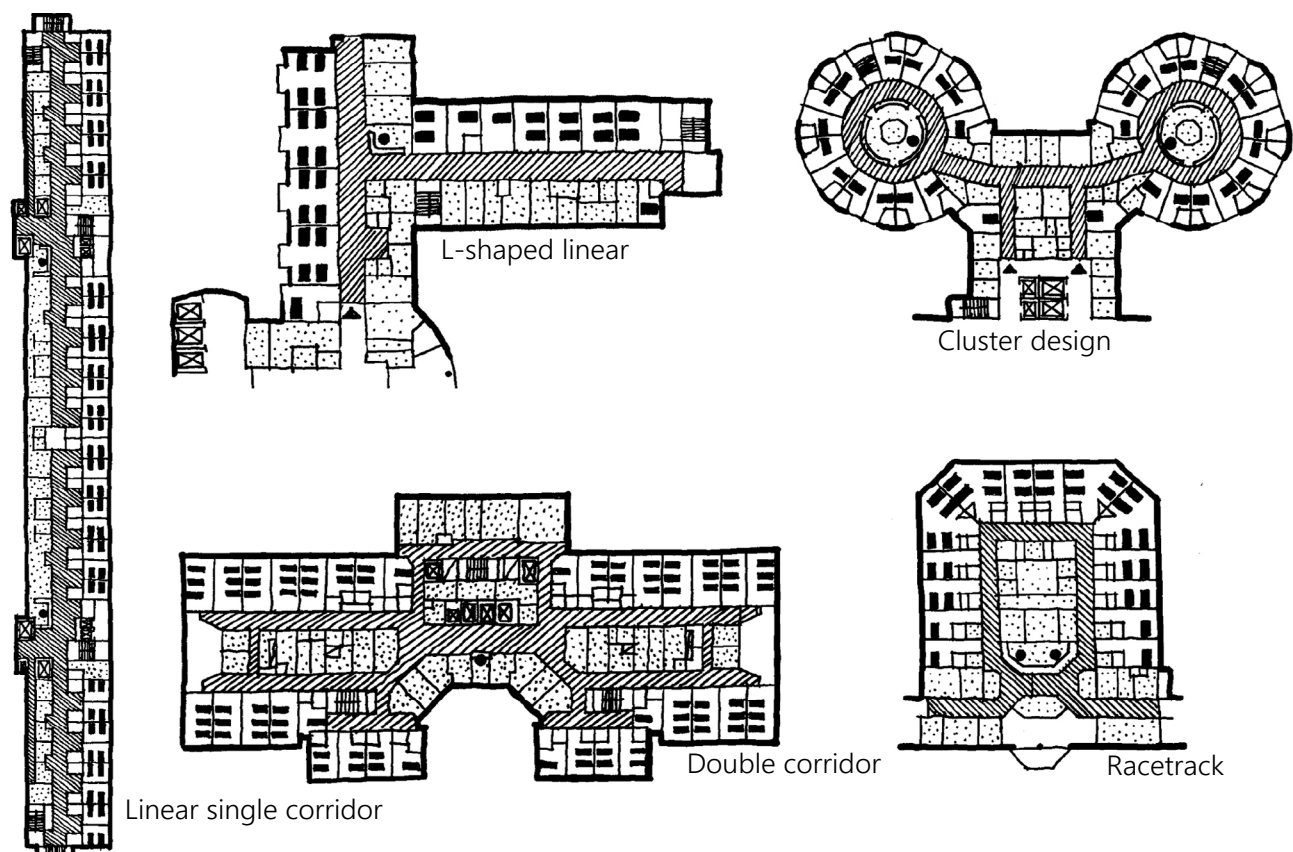 L-shaped linear
Cluster design
Double corridor
Racetrack
Linear single corridor